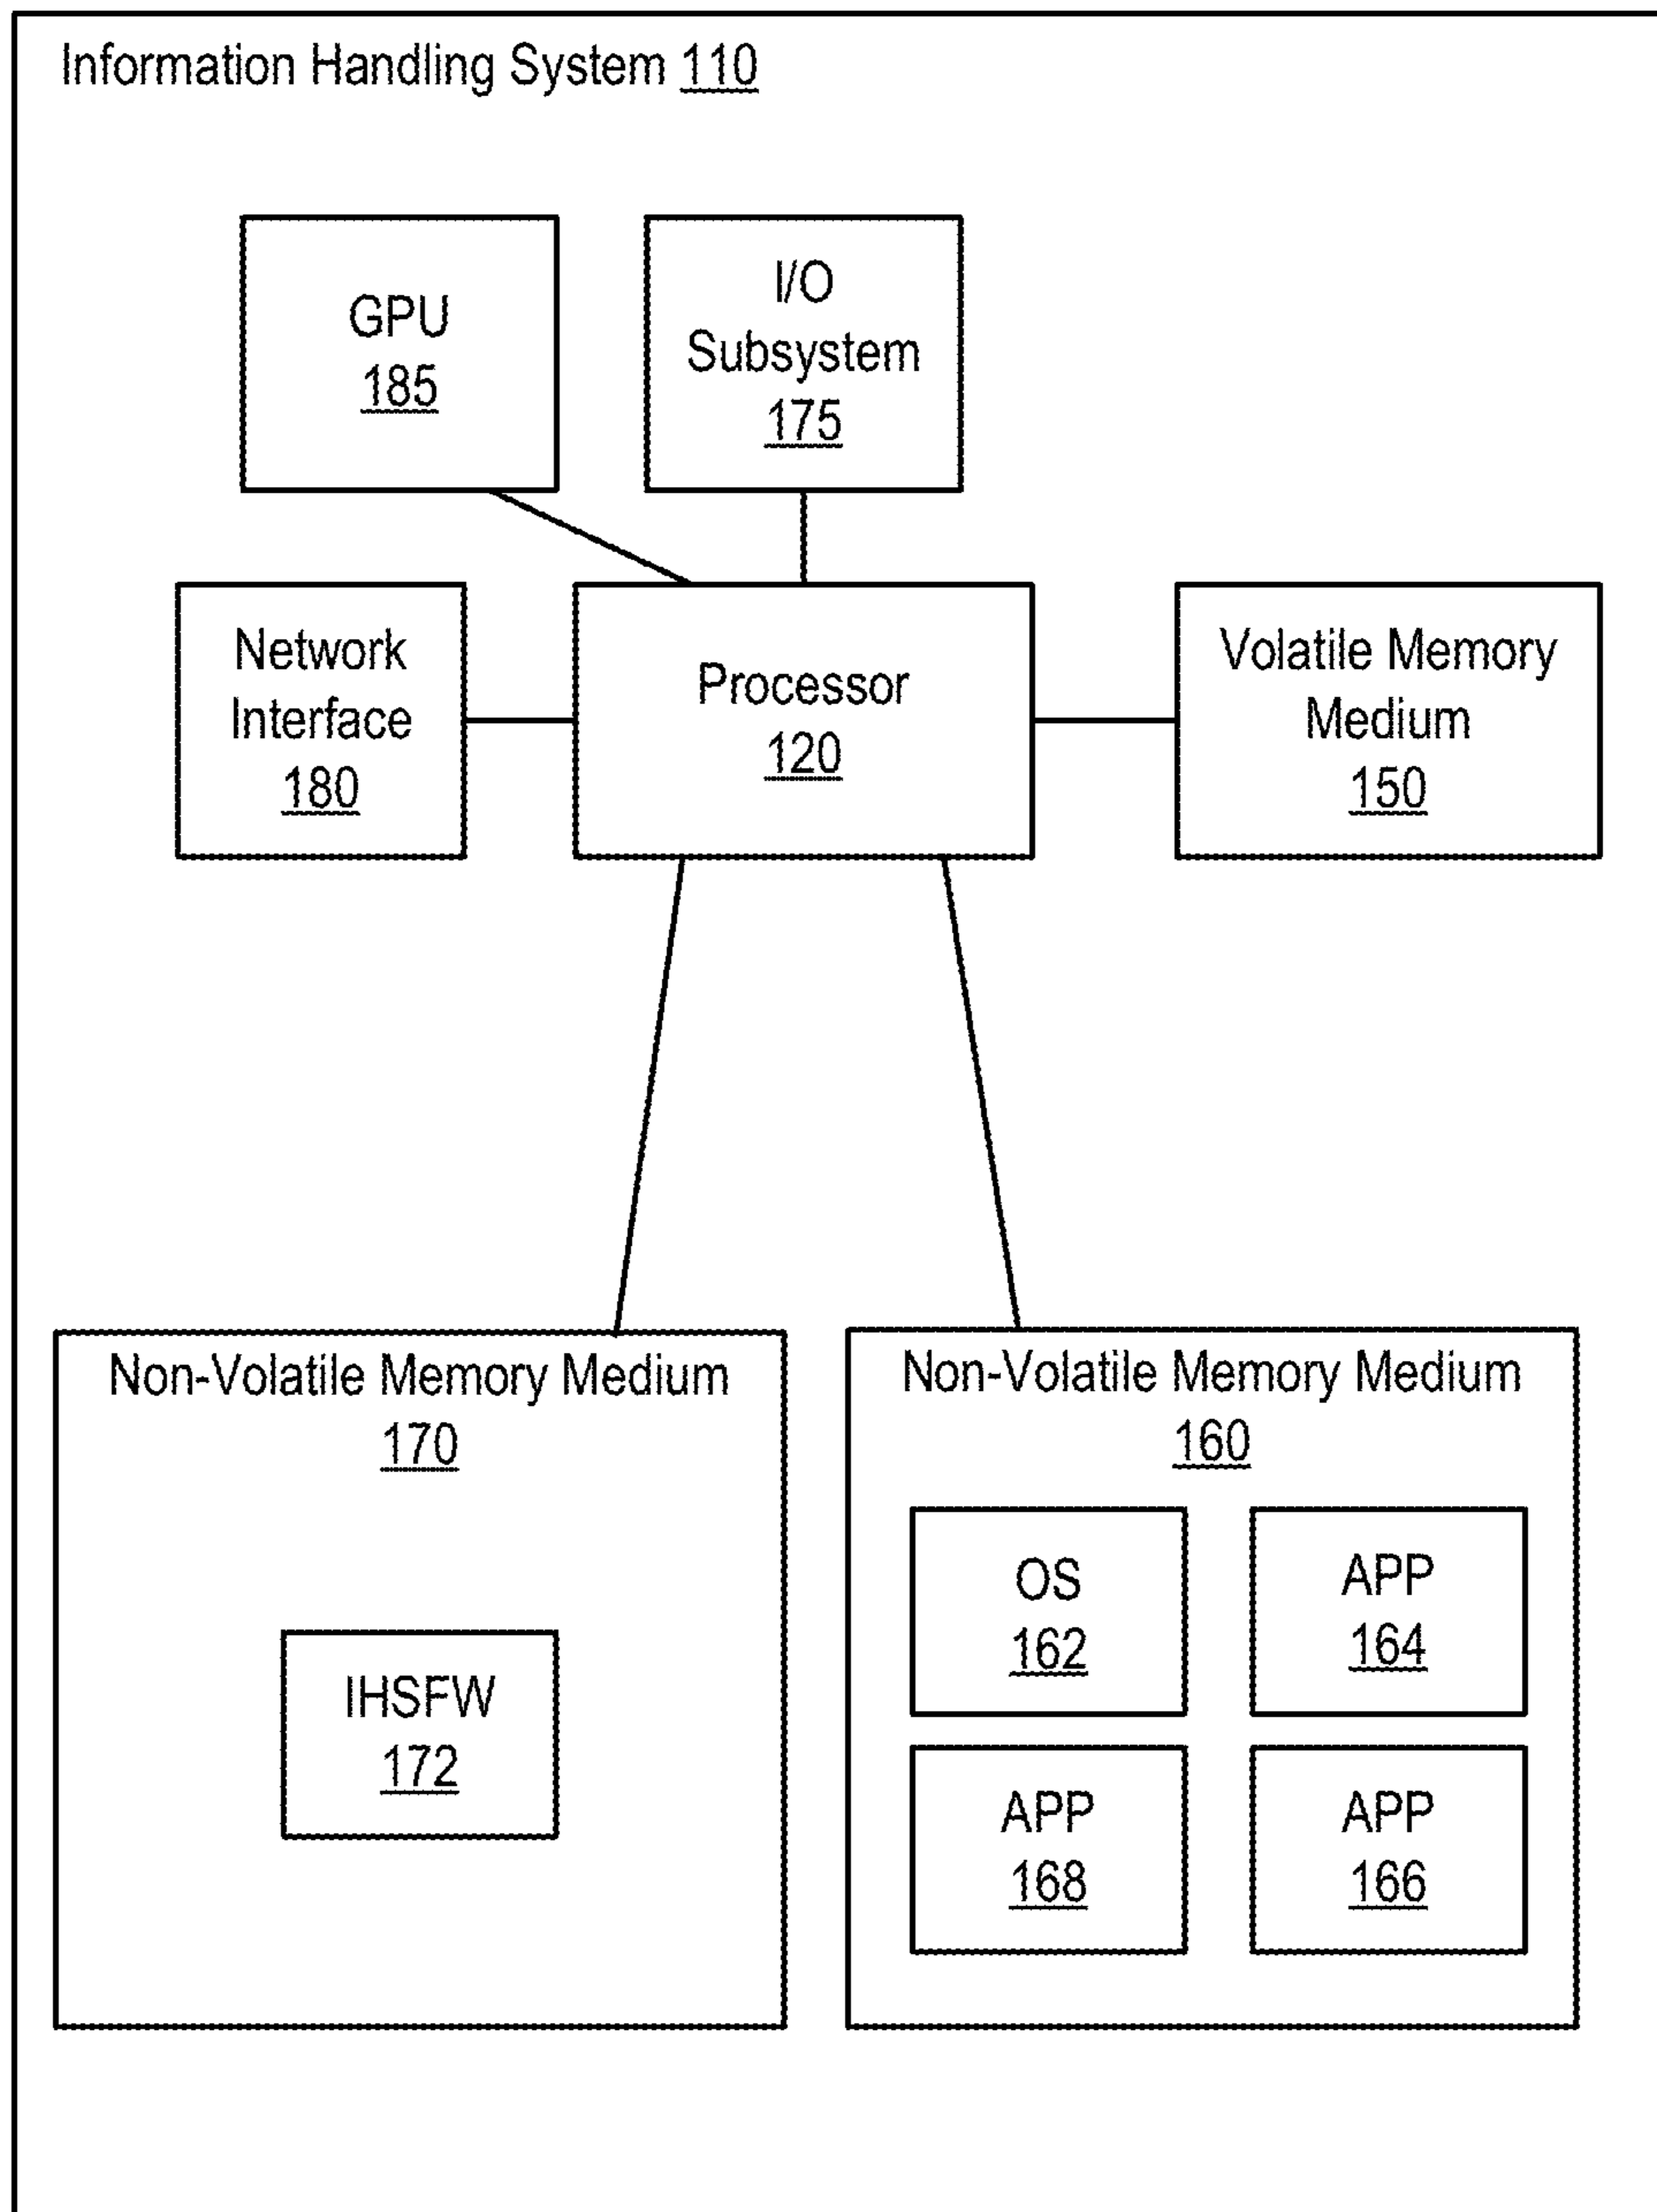 Information Handling System 110
GPU
185
I/O
Subsystem
175
Network
Interface
180
Processor
120
Volatile Memory
Medium
150
Non-Volatile Memory Medium
170
IHSFW
172
Non-Volatile Memory Medium
160
OS
162
APP
164
APP
168
APP
166